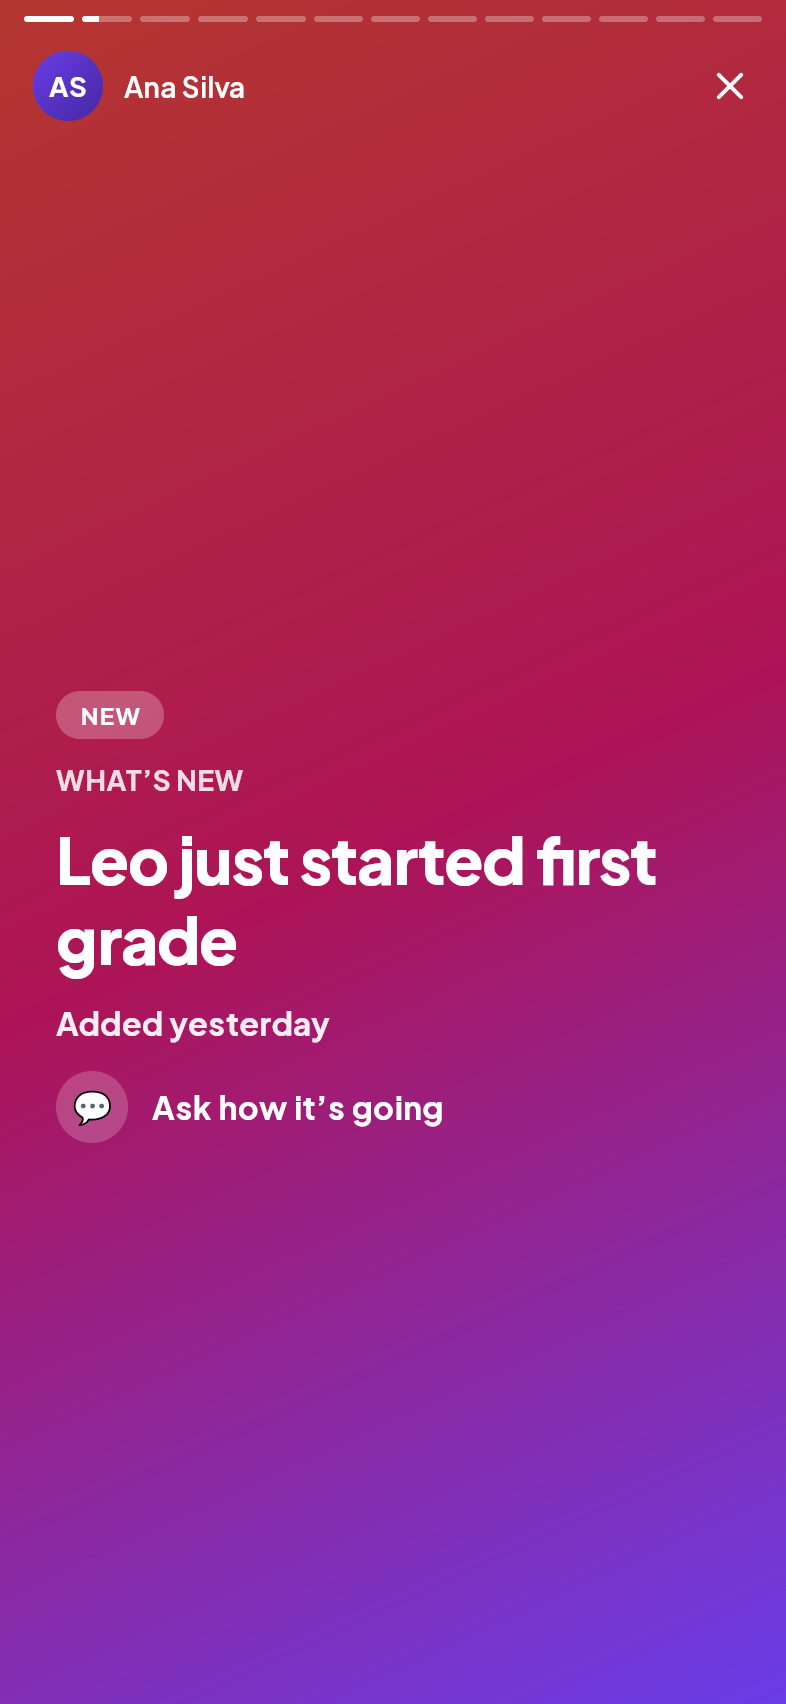 AS Ana Silva
NEW
WHAT’S NEW
Leo just started first
grade
Added yesterday
Ask how it’s going